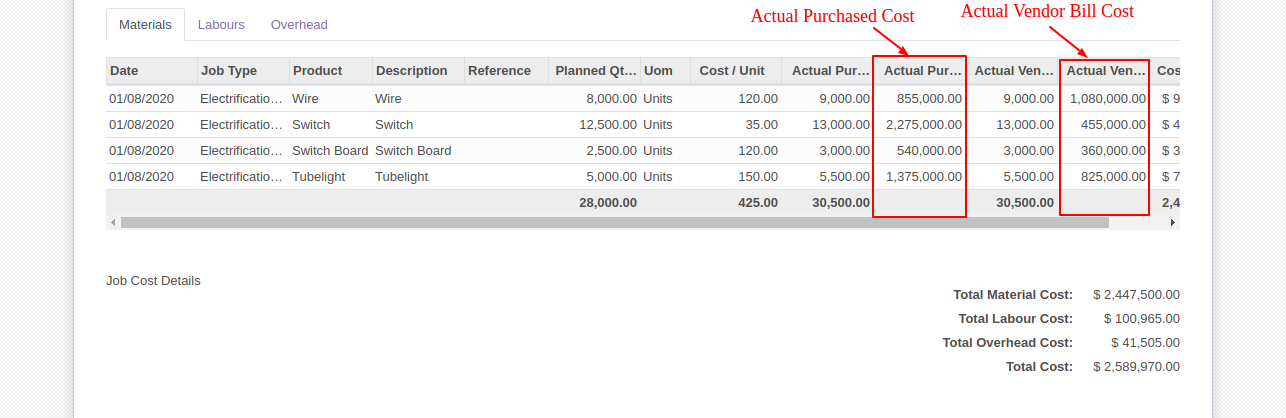 Actual Purchased Cost Actual Vendor Bill Cost
Materials Labours Overhead
Date Job Type Product Description Reference Planned Qt... Uom Cost / Unit Actual Pur... Actual Pur... Actual Ven... Actual Ven... Cos
01/08/2020 Electrificatio... Wire Wire 8,000.00 Units 120.00 9,000.00 855,000.00 9,000.00 1,080,000.00 $ 9
01/08/2020 Electrificatio... Switch Switch 12,500.00 Units 35.00 13,000.00 2,275,000.00 13,000.00 455,000.00 $ 4
01/08/2020 Electrificatio... Switch Board Switch Board 2,500.00 Units 120.00 3,000.00 540,000.00 3,000.00 360,000.00 $ 3
01/08/2020 Electrificatio... Tubelight Tubelight 5,000.00 Units 150.00 5,500.00 1,375,000.00 5,500.00 825,000.00 $ 7
28,000.00 425.00 30,500.00 30,500.00 2,4
Job Cost Details
Total Material Cost: $ 2,447,500.00
Total Labour Cost: $ 100,965.00
Total Overhead Cost: $ 41,505.00
Total Cost: $ 2,589,970.00